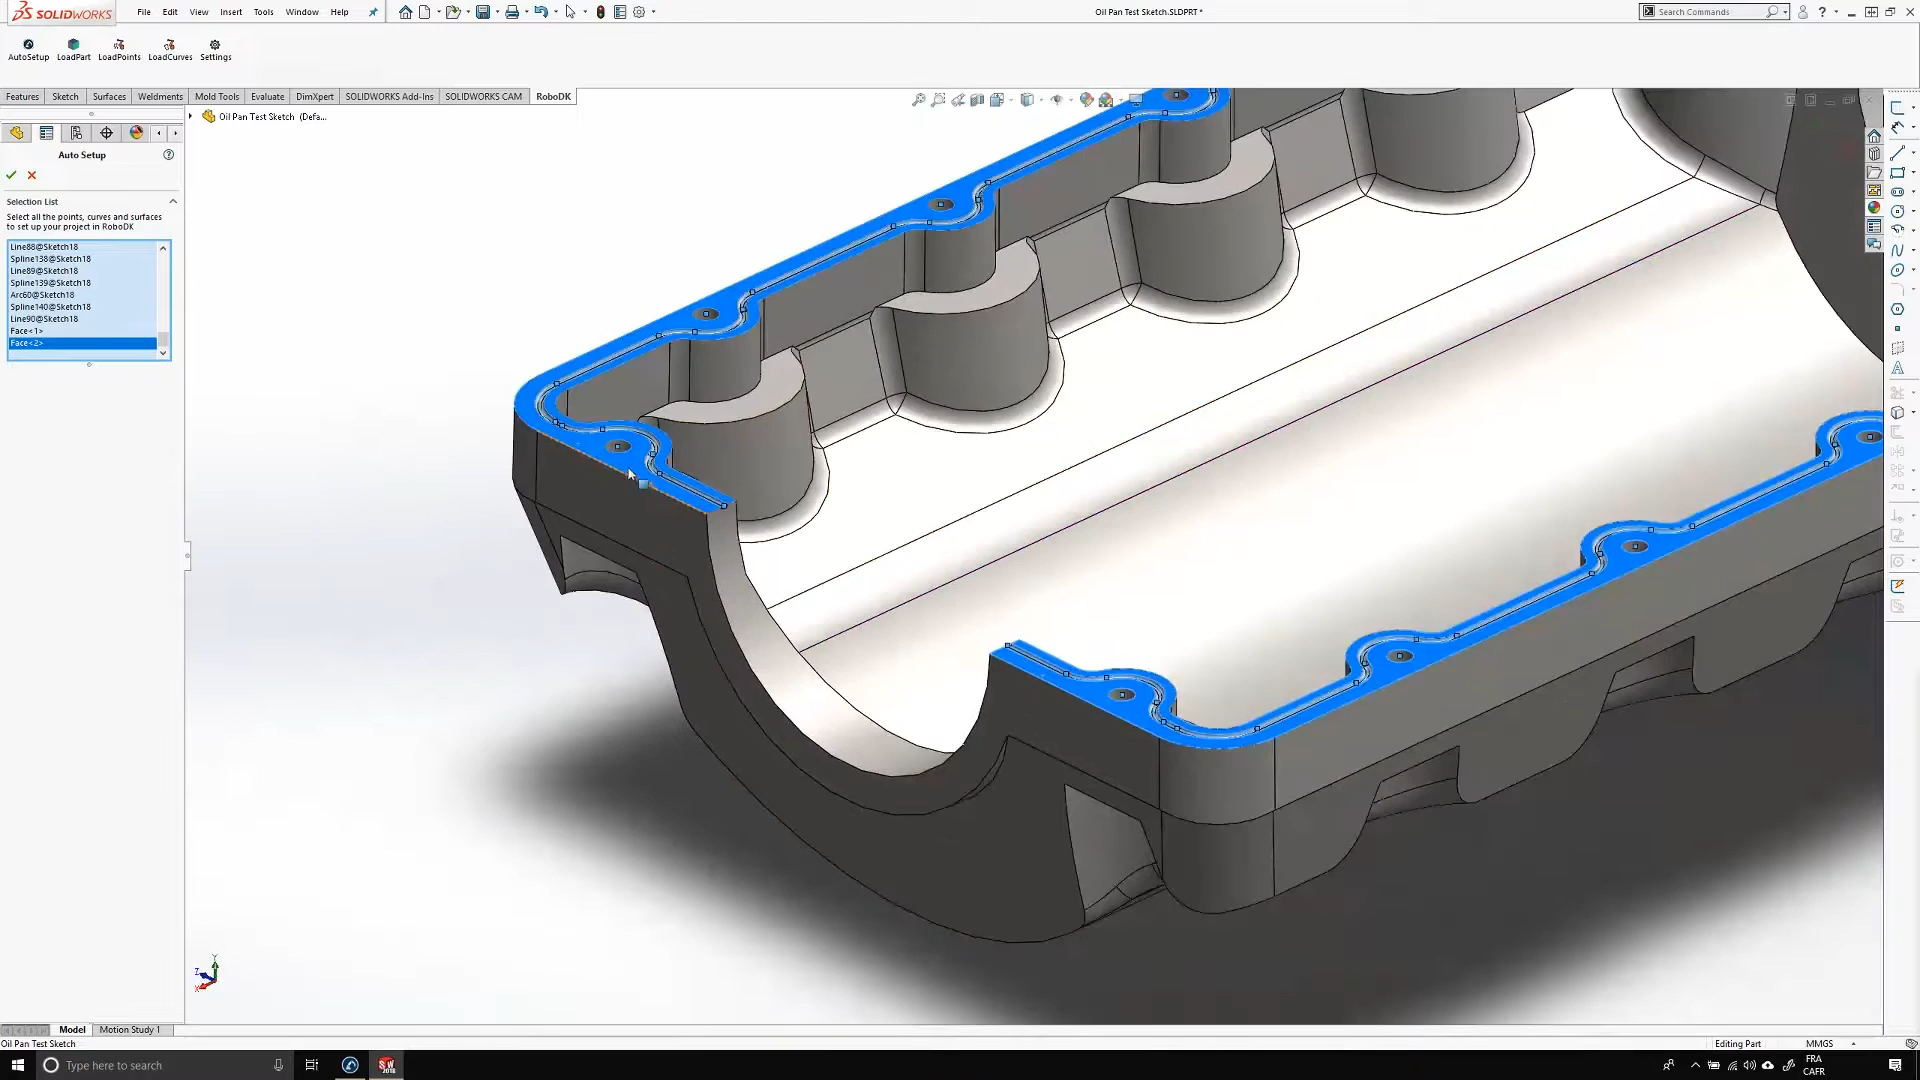 SOLIDWORKS
File Edit View Insert Tools Window Help
Oil Pan Test Sketch.SLDPRT *
Search Commands
AutoSetup LoadPart LoadPoints LoadCurves Settings
Features Sketch Surfaces Weldments Mold Tools Evaluate DimXpert SOLIDWORKS Add-Ins SOLIDWORKS CAM RoboDK
Oil Pan Test Sketch (Defa...
Auto Setup
Selection List
Select all the points, curves and surfaces
to set up your project in RoboDK
Line88@Sketch18
Spline138@Sketch18
Line89@Sketch18
Spline139@Sketch18
Arc60@Sketch18
Spline140@Sketch18
Line90@Sketch18
Face<1>
Face<2>
Y
Z
X
Model Motion Study 1
Oil Pan Test Sketch
Editing Part
MMGS
Type here to search
SW
2018
FRA
CAFR